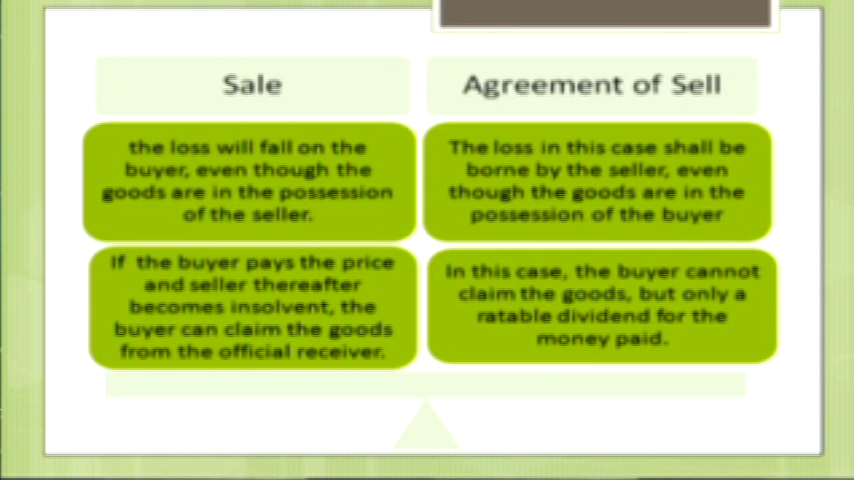 Sale
Agreement of Sell
the loss will fall on the
buyer, even though the
goods are in the possession
of the seller.
The loss in this case shall be
borne by the seller, even
though the goods are in the
possession of the buyer
If the buyer pays the price
and seller thereafter
becomes insolvent, the
buyer can claim the goods
from the official receiver.
In this case, the buyer cannot
claim the goods, but only a
ratable dividend for the
money paid.